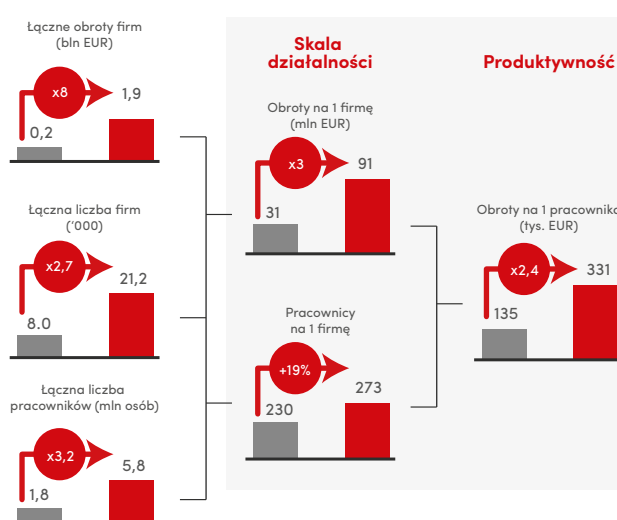 Łączne obroty firm
(bln EUR)
x8
1,9
0,2
Łączna liczba firm
('000)
x2,7
21,2
8.0
Łączna liczba
pracowników (mln osób)
x3,2
5,8
1,8
Skala
działalności
Obroty na 1 firmę
(mln EUR)
x3
91
31
Pracownicy
na 1 firmę
+19%
273
230
Produktywność
Obroty na 1 pracownika
(tys. EUR)
x2,4
331
135